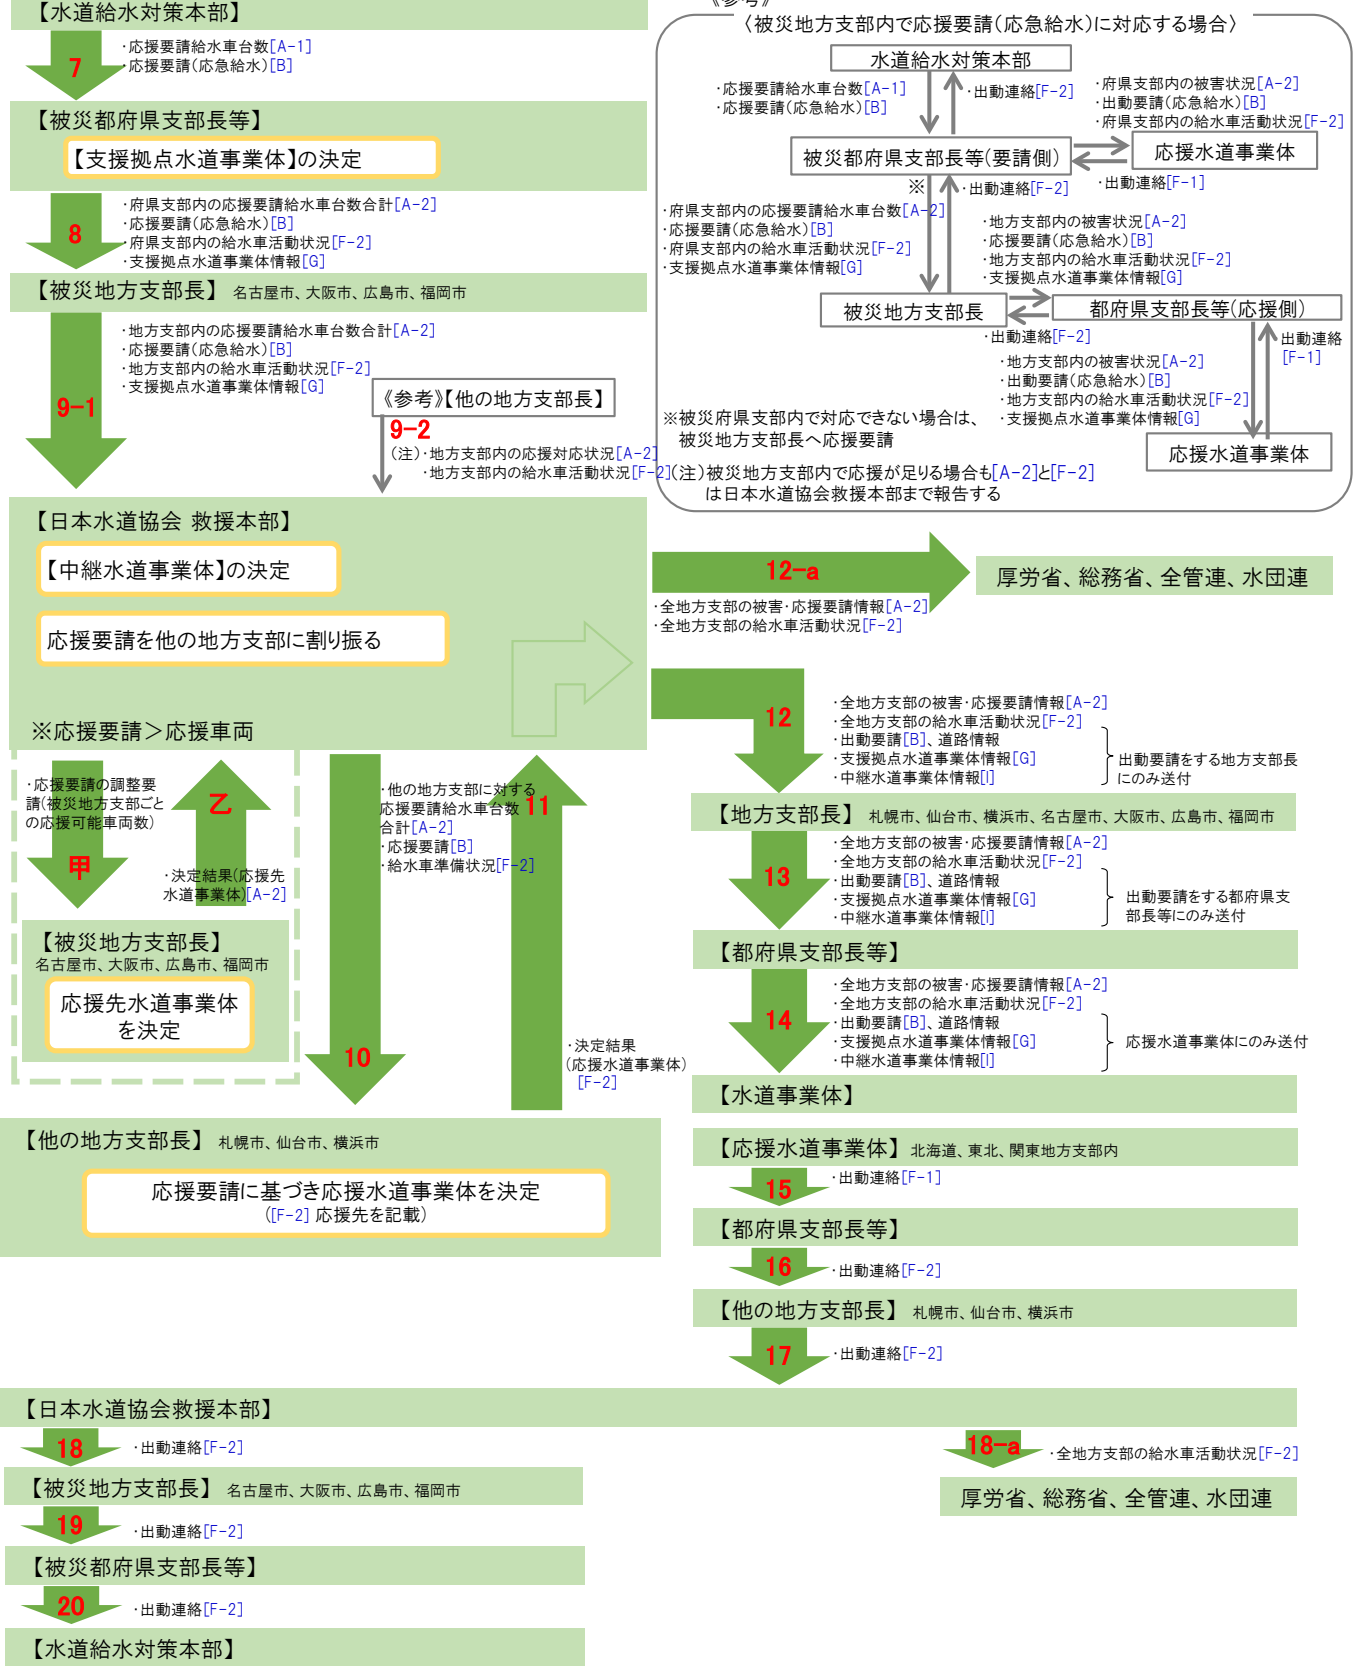 【水道給水対策本部】
7
・応援要請給水車台数[A-1]
・応援要請（応急給水）[B]
【被災都府県支部長等】
【支援拠点水道事業体】の決定
8
・府県支部内の応援要請給水車台数合計[A-2]
・応援要請（応急給水）[B]
・府県支部内の給水車活動状況[F-2]
・支援拠点水道事業体情報[G]
【被災地方支部長】 名古屋市、大阪市、広島市、福岡市
9-1
・地方支部内の応援要請給水車台数合計[A-2]
・応援要請（応急給水）[B]
・地方支部内の給水車活動状況[F-2]
・支援拠点水道事業体情報[G]
《参考》【他の地方支部長】
9-2
（注）・地方支部内の応援対応状況[A-2]
・地方支部内の給水車活動状況[F-2]
《参考》
〈被災地方支部内で応援要請（応急給水）に対応する場合〉
水道給水対策本部
・応援要請給水車台数[A-1]
・応援要請（応急給水）[B]
・出動連絡[F-2]
・府県支部内の被害状況[A-2]
・出動要請（応急給水）[B]
・府県支部内の給水車活動状況[F-2]
被災都府県支部長等（要請側）
応援水道事業体
※
・出動連絡[F-2]
・出動連絡[F-1]
・府県支部内の応援要請給水車台数[A-2]
・応援要請（応急給水）[B]
・府県支部内の給水車活動状況[F-2]
・支援拠点水道事業体情報[G]
・地方支部内の被害状況[A-2]
・応援要請（応急給水）[B]
・地方支部内の給水車活動状況[F-2]
・支援拠点水道事業体情報[G]
被災地方支部長
都府県支部長等（応援側）
・出動連絡[F-2]
出動連絡
[F-1]
・地方支部内の被害状況[A-2]
・出動要請（応急給水）[B]
・地方支部内の給水車活動状況[F-2]
・支援拠点水道事業体情報[G]
応援水道事業体
※被災府県支部内で対応できない場合は、
被災地方支部長へ応援要請
（注）被災地方支部内で応援が足りる場合も[A-2]と[F-2]
は日本水道協会救援本部まで報告する
【日本水道協会 救援本部】
【中継水道事業体】の決定
応援要請を他の地方支部に割り振る
※応援要請＞応援車両
12-a
厚労省、総務省、全管連、水団連
・全地方支部の被害・応援要請情報[A-2]
・全地方支部の給水車活動状況[F-2]
・応援要請の調整要
請（被災地方支部ごと
の応援可能車両数）
甲
乙
・決定結果（応援先
水道事業体）[A-2]
【被災地方支部長】
名古屋市、大阪市、広島市、福岡市
応援先水道事業体
を決定
10
・他の地方支部に対する
応援要請給水車台数
合計[A-2]
・応援要請[B]
・給水車準備状況[F-2]
11
・決定結果
（応援水道事業体）
[F-2]
【他の地方支部長】 札幌市、仙台市、横浜市
応援要請に基づき応援水道事業体を決定
（[F-2] 応援先を記載）
12
・全地方支部の被害・応援要請情報[A-2]
・全地方支部の給水車活動状況[F-2]
・出動要請[B]、道路情報
・支援拠点水道事業体情報[G]
・中継水道事業体情報[I]
出動要請をする地方支部長
にのみ送付
【地方支部長】 札幌市、仙台市、横浜市、名古屋市、大阪市、広島市、福岡市
13
・全地方支部の被害・応援要請情報[A-2]
・全地方支部の給水車活動状況[F-2]
・出動要請[B]、道路情報
・支援拠点水道事業体情報[G]
・中継水道事業体情報[I]
出動要請をする都府県支
部長等にのみ送付
【都府県支部長等】
14
・全地方支部の被害・応援要請情報[A-2]
・全地方支部の給水車活動状況[F-2]
・出動要請[B]、道路情報
・支援拠点水道事業体情報[G]
・中継水道事業体情報[I]
応援水道事業体にのみ送付
【水道事業体】
【応援水道事業体】 北海道、東北、関東地方支部内
15
・出動連絡[F-1]
【都府県支部長等】
16
・出動連絡[F-2]
【他の地方支部長】 札幌市、仙台市、横浜市
17
・出動連絡[F-2]
【日本水道協会救援本部】
18
・出動連絡[F-2]
18-a
・全地方支部の給水車活動状況[F-2]
厚労省、総務省、全管連、水団連
【被災地方支部長】 名古屋市、大阪市、広島市、福岡市
19
・出動連絡[F-2]
【被災都府県支部長等】
20
・出動連絡[F-2]
【水道給水対策本部】